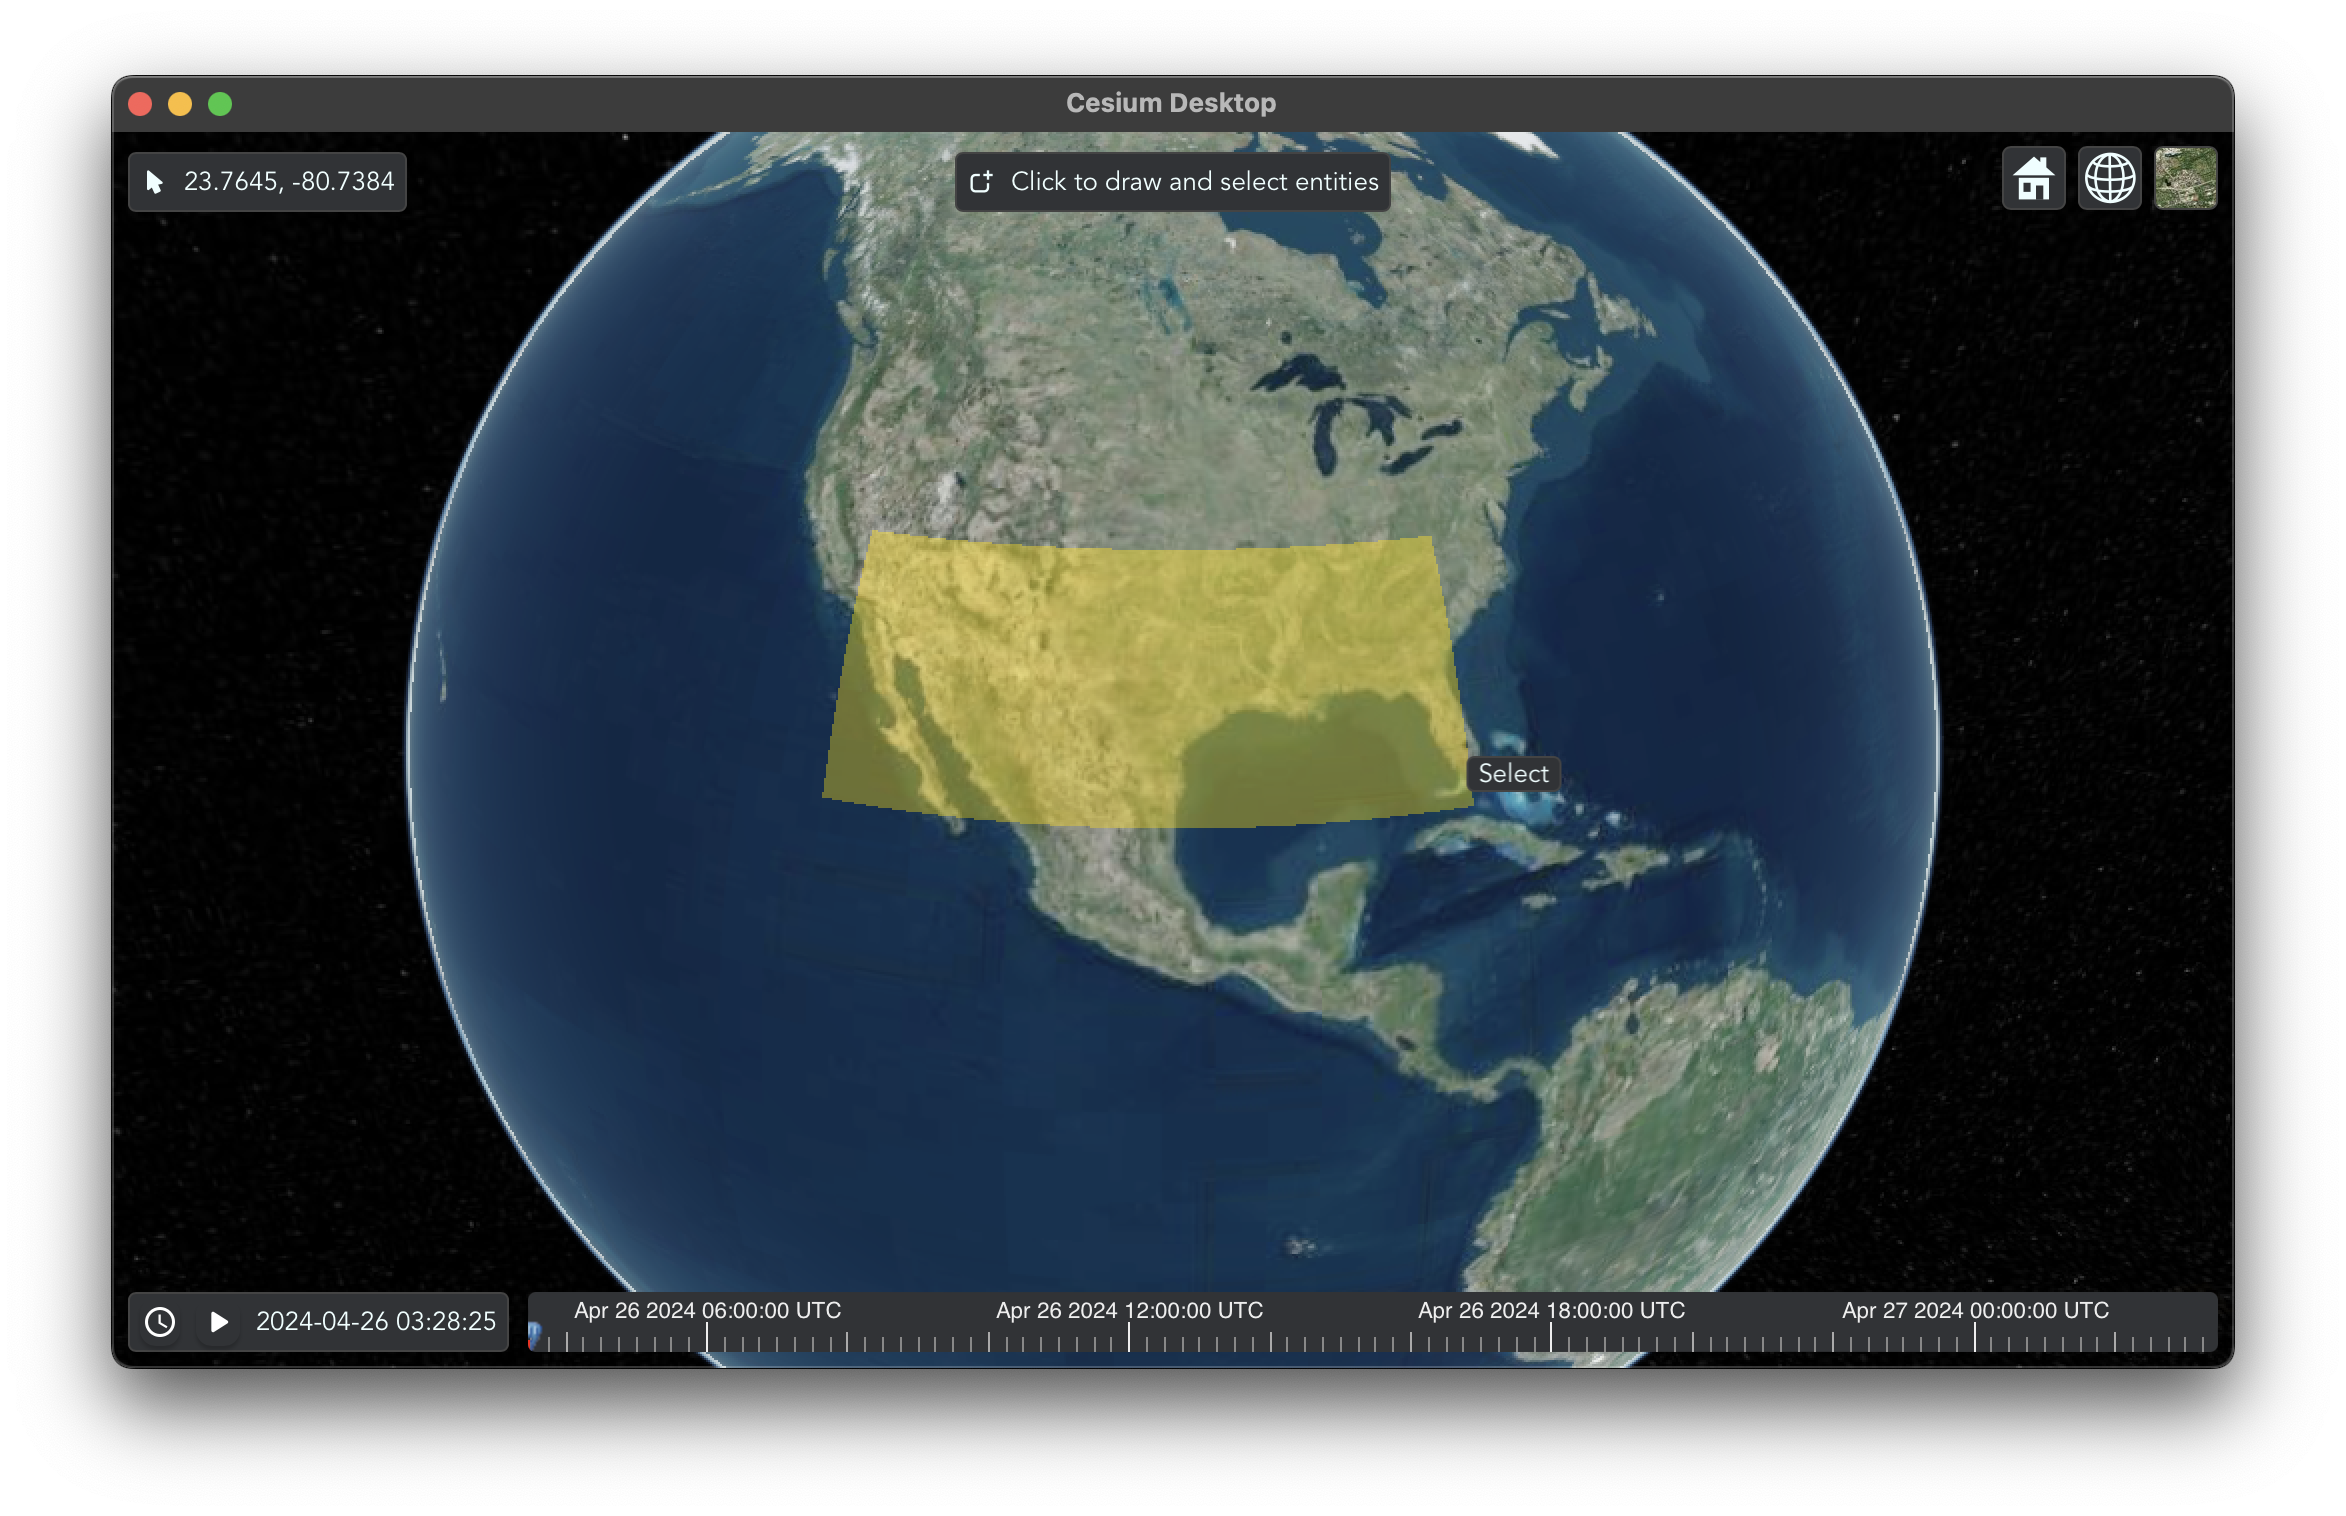 Cesium Desktop
23.7645, -80.7384
Click to draw and select entities
Select
2024-04-26 03:28:25
Apr 26 2024 06:00:00 UTC
Apr 26 2024 12:00:00 UTC
Apr 26 2024 18:00:00 UTC
Apr 27 2024 00:00:00 UTC